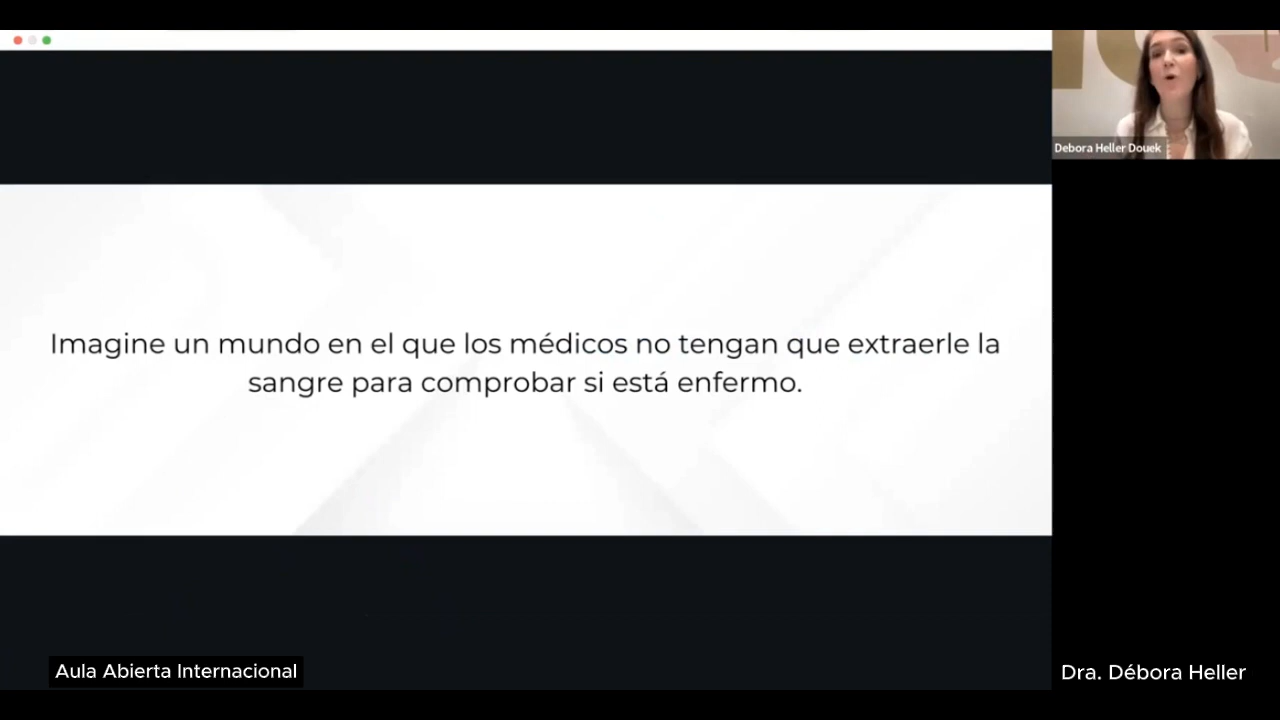 Debora Heller Douek
Imagine un mundo en el que los médicos no tengan que extraerle la
sangre para comprobar si está enfermo.
Aula Abierta Internacional
Dra. Débora Heller